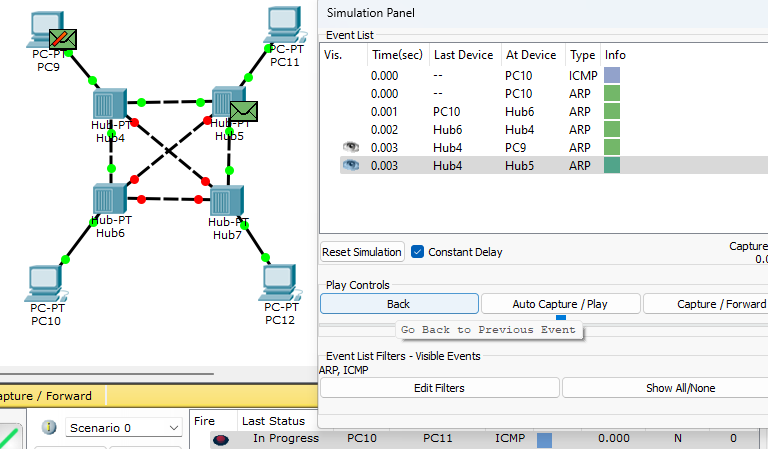 PC-PT
PC9
PC12
PC-PT
PC11
Hub-PT
Hub4
Hub-PT
Hub5
Hub-PT
Hub6
Hub-PT
Hub7
PC-PT
PC10
PC-PT
PC12
Simulation Panel
Event List
Vis. Time(sec) Last Device At Device Type Info
0.000 -- PC10 ICMP
0.000 -- PC10 ARP
0.001 PC10 Hub6 ARP
0.002 Hub6 Hub4 ARP
0.003 Hub4 PC9 ARP
0.003 Hub4 Hub5 ARP
Reset Simulation Constant Delay Capture
0.0
Play Controls
Back Auto Capture / Play Capture / Forward
Go Back to Previous Event
Event List Filters - Visible Events
ARP, ICMP
Edit Filters Show All/None
apture / Forward
Scenario 0
Fire Last Status
In Progress PC10 PC11 ICMP 0.000 N 0